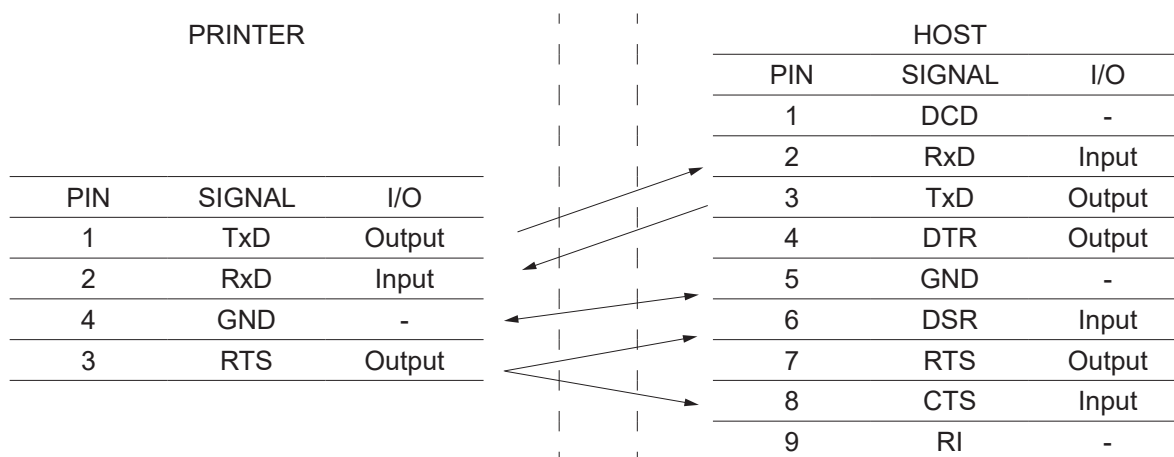 PRINTER
PIN SIGNAL I/O
1 TxD Output
2 RxD Input
4 GND -
3 RTS Output
HOST
PIN SIGNAL I/O
1 DCD -
2 RxD Input
3 TxD Output
4 DTR Output
5 GND -
6 DSR Input
7 RTS Output
8 CTS Input
9 RI -